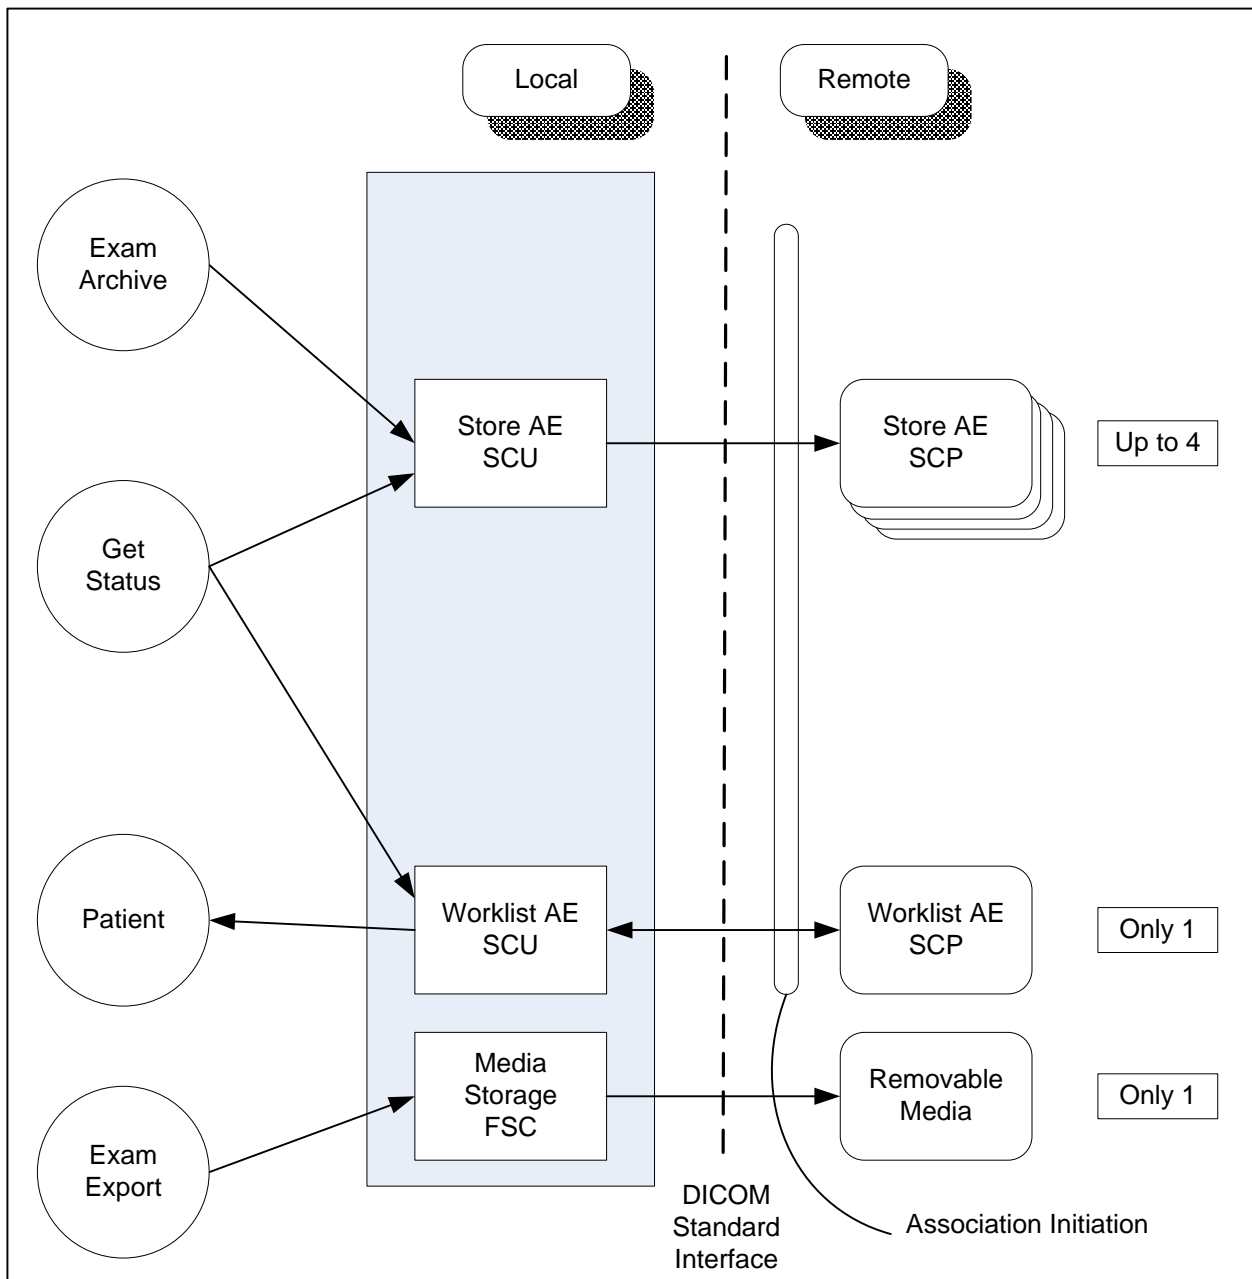 Local
Remote
Exam
Archive
Store AE
SCU
Store AE
SCP
Up to 4
Get
Status
Patient
Worklist AE
SCU
Worklist AE
SCP
Only 1
Media
Storage
FSC
Removable
Media
Only 1
Exam
Export
DICOM
Standard
Interface
Association Initiation